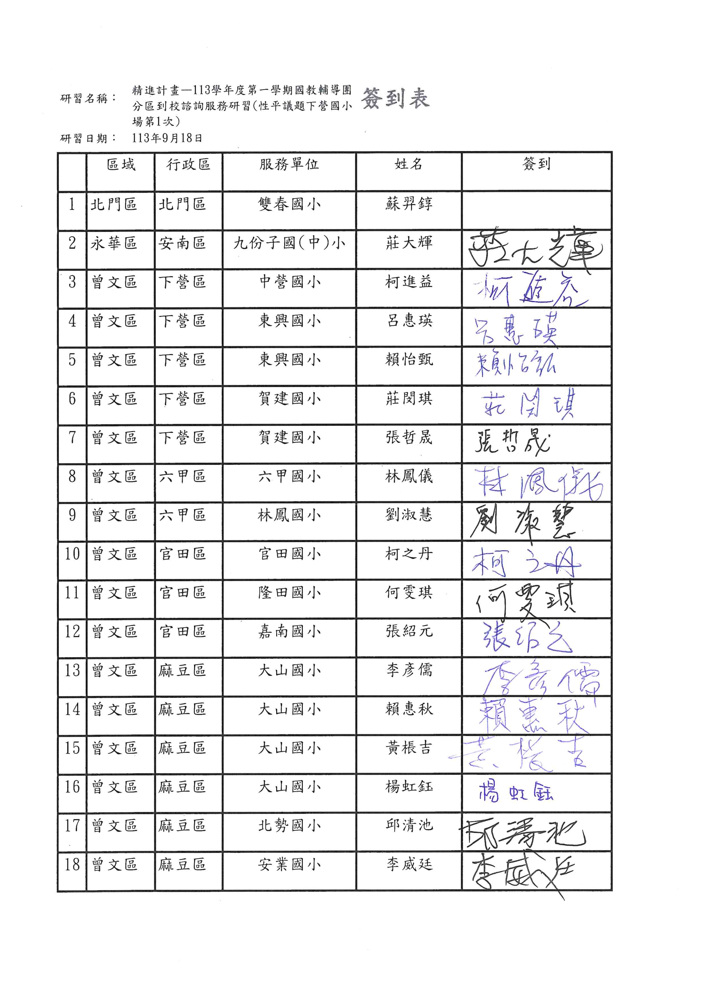 研習名稱： 精進計畫—113學年度第一學期國教輔導團 簽到表
分區到校諮詢服務研習(性平議題下營國小
場第1次)
研習日期： 113年9月18日
區域 行政區 服務單位 姓名 簽到
1 北門區 北門區 雙春國小 蘇羿錞
2 永華區 安南區 九份子國(中)小 莊大輝 莊大輝
3 曾文區 下營區 中營國小 柯進益 柯進益
4 曾文區 下營區 東興國小 呂惠瑛 呂惠瑛
5 曾文區 下營區 東興國小 賴怡甄 賴怡甄
6 曾文區 下營區 賀建國小 莊閔琪 莊閔琪
7 曾文區 下營區 賀建國小 張哲晟 張哲晟
8 曾文區 六甲區 六甲國小 林鳳儀 林鳳儀
9 曾文區 六甲區 林鳳國小 劉淑慧 劉淑慧
10 曾文區 官田區 官田國小 柯之丹 柯之丹
11 曾文區 官田區 隆田國小 何雯琪 何雯琪
12 曾文區 官田區 嘉南國小 張紹元 張紹元
13 曾文區 麻豆區 大山國小 李彥儒 李彥儒
14 曾文區 麻豆區 大山國小 賴惠秋 賴惠秋
15 曾文區 麻豆區 大山國小 黃棖吉 黃棖吉
16 曾文區 麻豆區 大山國小 楊虹鈺 楊虹鈺
17 曾文區 麻豆區 北勢國小 邱清池 邱清池
18 曾文區 麻豆區 安業國小 李威廷 李威廷